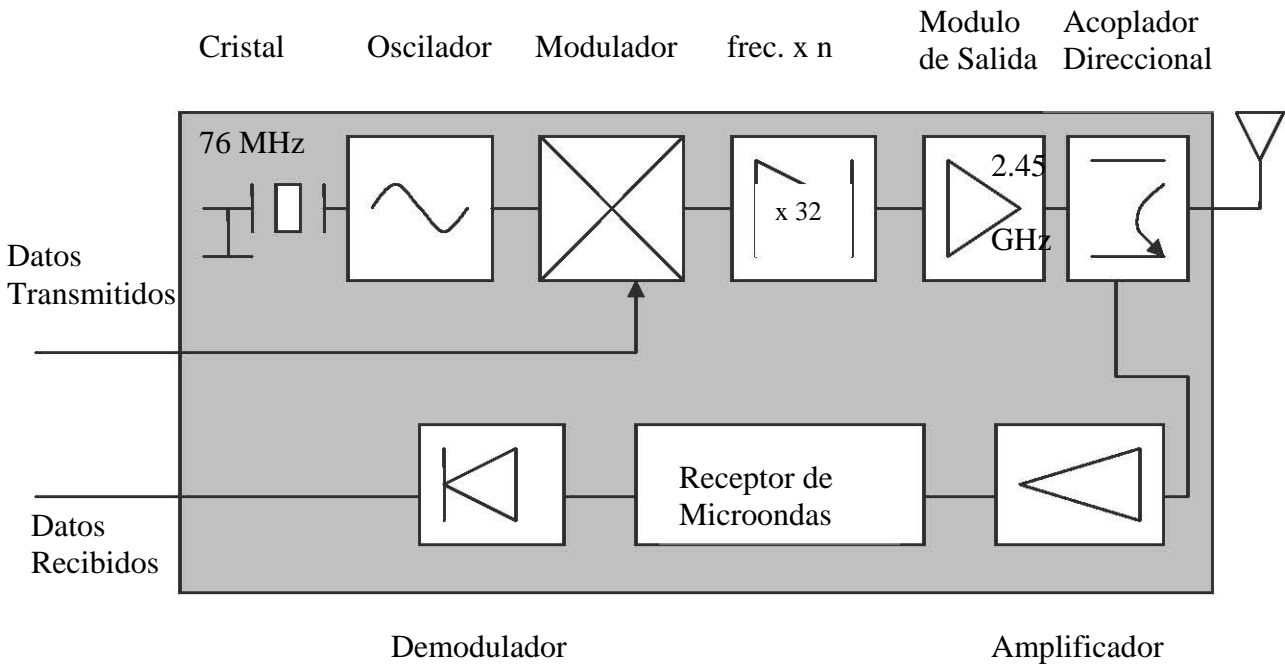 Cristal
Oscilador
Modulador
frec. x n
Modulo
de Salida
Acoplador
Direccional
76 MHz
x 32
2.45
GHz
Datos
Transmitidos
Receptor de
Microondas
Datos
Recibidos
Demodulador
Amplificador